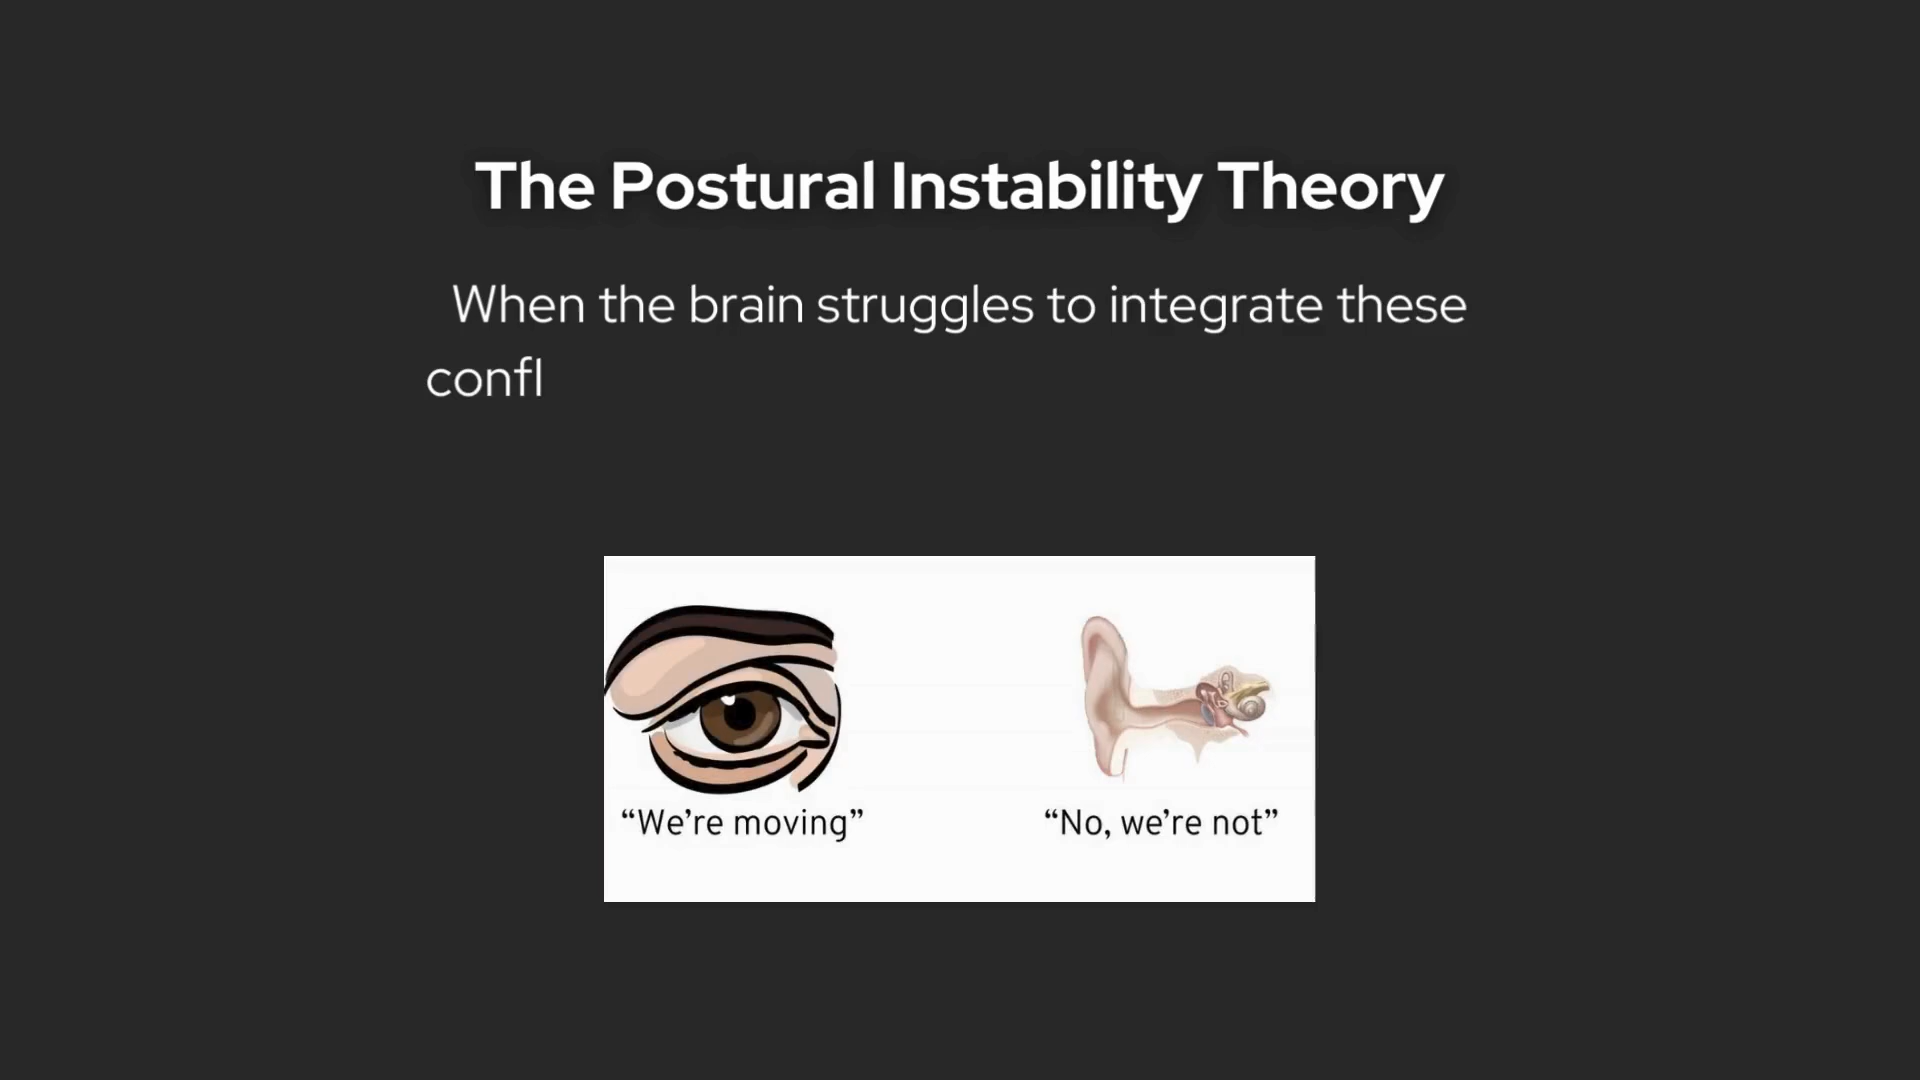 The Postural Instability Theory
When the brain struggles to integrate these
confl
“We’re moving”
“No, we’re not”